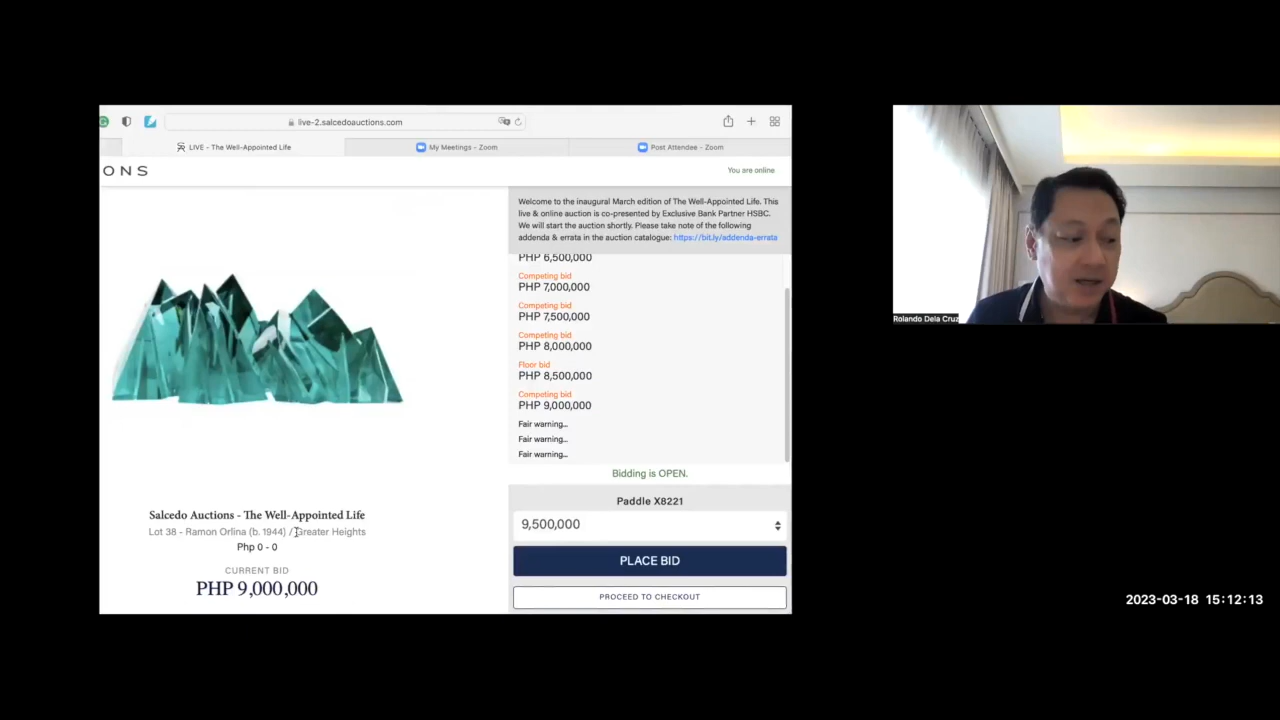 live-2.salcedoauctions.com
LIVE - The Well-Appointed Life
My Meetings - Zoom
Post Attendee - Zoom
ONS
You are online
Welcome to the inaugural March edition of The Well-Appointed Life. This
live & online auction is co-presented by Exclusive Bank Partner HSBC.
We will start the auction shortly. Please take note of the following
addenda & errata in the auction catalogue: https://bit.ly/addenda-errata
PHP 6,500,000
Competing bid
PHP 7,000,000
Competing bid
PHP 7,500,000
Competing bid
PHP 8,000,000
Floor bid
PHP 8,500,000
Competing bid
PHP 9,000,000
Fair warning...
Fair warning...
Fair warning...
Bidding is OPEN.
Paddle X8221
9,500,000
PLACE BID
PROCEED TO CHECKOUT
Salcedo Auctions - The Well-Appointed Life
Lot 38 - Ramon Orlina (b. 1944) / Greater Heights
Php 0 - 0
CURRENT BID
PHP 9,000,000
Rolando Dela Cruz
2023-03-18 15:12:13